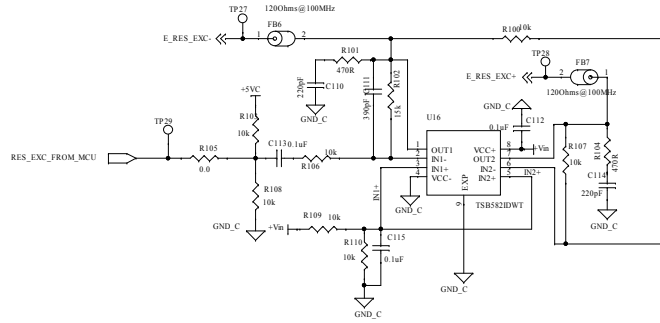 TP27
120Ohms@100MHz
FB6
E_RES_EXC-
1
2
R100
10k
TP28
R101
470R
FB7
E_RES_EXC+
2
1
120Ohms@100MHz
220pF
C110
390pF
C111
R102
15k
GND_C
GND_C
C112
0.1uF
+5VC
U16
TP29
R103
10k
C113
0.1uF
1
2
3
4
OUT1
IN1-
IN1+
VCC-
VCC+
OUT2
IN2-
IN2+
8
7
6
5
+Vin
IN2+
R107
10k
R104
470R
RES_EXC_FROM_MCU
R105
0.0
R106
10k
EXP
9
TSB582IDWT
C114
220pF
R108
10k
IN1+
GND_C
GND_C
GND_C
+Vin
R109
10k
R110
10k
C115
0.1uF
GND_C
GND_C